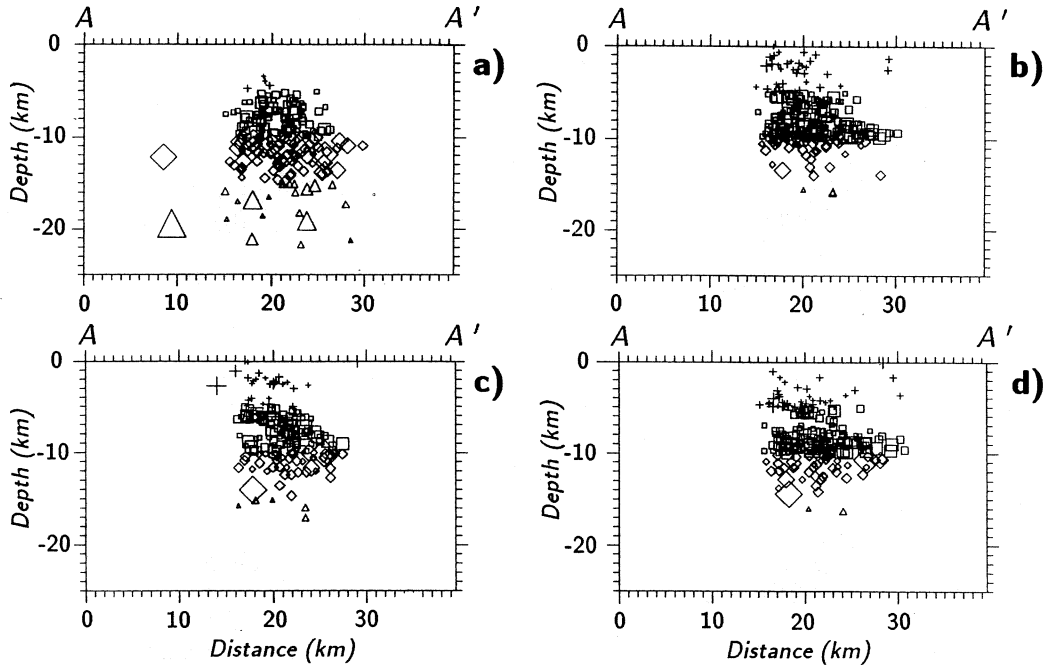 A A'
0
-10
-20
Depth (km)
a)
0 10 20 30
A A'
0
-10
-20
Depth (km)
b)
0 10 20 30
A A'
0
-10
-20
Depth (km)
c)
0 10 20 30
Distance (km)
A A'
0
-10
-20
Depth (km)
d)
0 10 20 30
Distance (km)